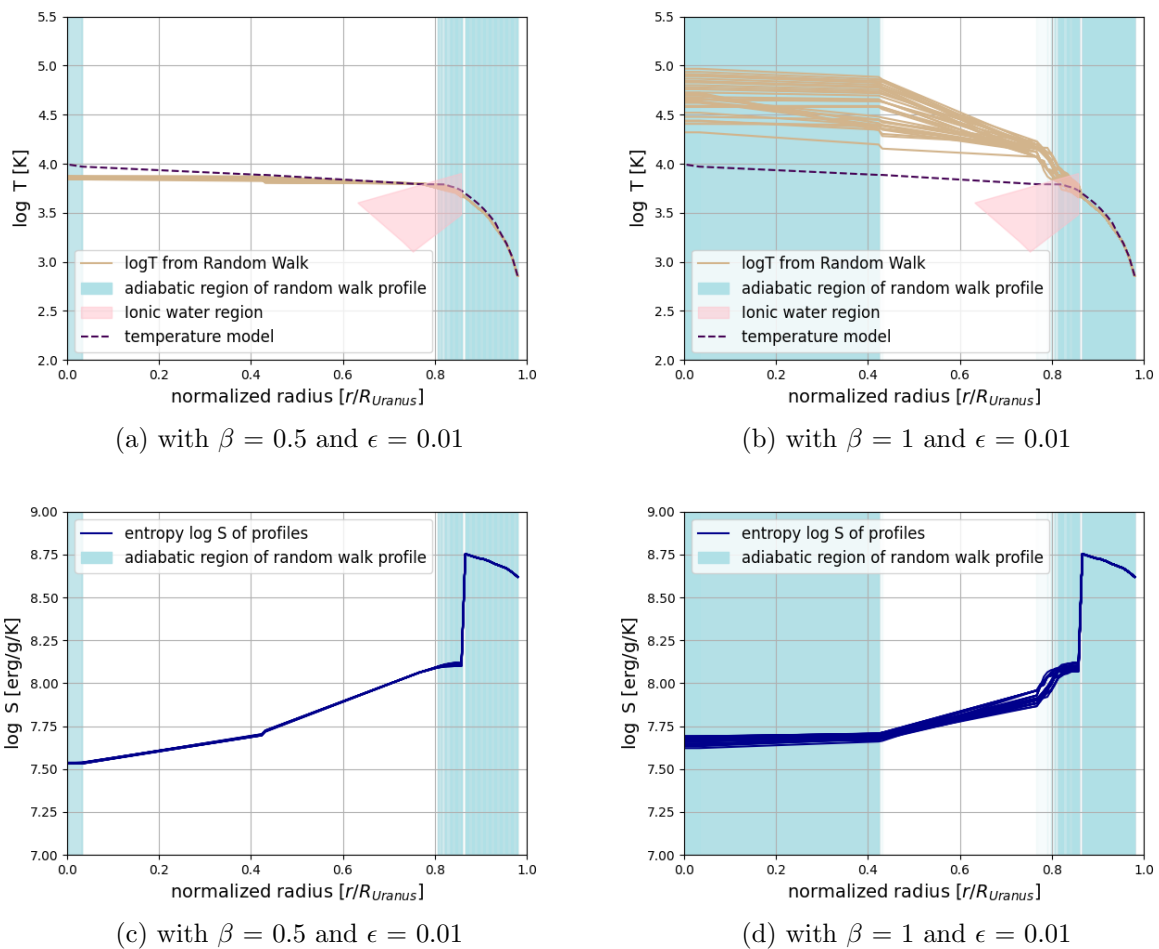 5.5
5.0
4.5
4.0
3.5
3.0
2.5
2.0
log T [K]
logT from Random Walk
adiabatic region of random walk profile
Ionic water region
temperature model
0.0 0.2 0.4 0.6 0.8 1.0
normalized radius [r/R_Uranus]
(a) with β = 0.5 and ϵ = 0.01
5.5
5.0
4.5
4.0
3.5
3.0
2.5
2.0
log T [K]
logT from Random Walk
adiabatic region of random walk profile
Ionic water region
temperature model
0.0 0.2 0.4 0.6 0.8 1.0
normalized radius [r/R_Uranus]
(b) with β = 1 and ϵ = 0.01
9.00
8.75
8.50
8.25
8.00
7.75
7.50
7.25
7.00
log S [erg/g/K]
entropy log S of profiles
adiabatic region of random walk profile
0.0 0.2 0.4 0.6 0.8 1.0
normalized radius [r/R_Uranus]
(c) with β = 0.5 and ϵ = 0.01
9.00
8.75
8.50
8.25
8.00
7.75
7.50
7.25
7.00
log S [erg/g/K]
entropy log S of profiles
adiabatic region of random walk profile
0.0 0.2 0.4 0.6 0.8 1.0
normalized radius [r/R_Uranus]
(d) with β = 1 and ϵ = 0.01